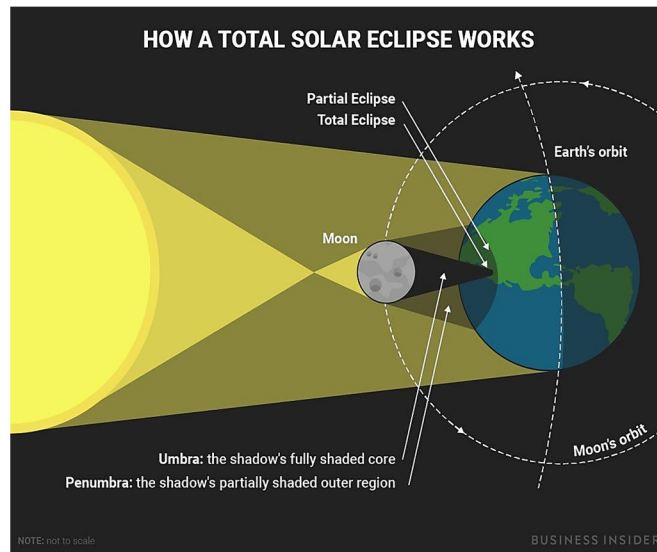 HOW A TOTAL SOLAR ECLIPSE WORKS
Partial Eclipse
Total Eclipse
Earth's orbit
Moon
Moon's orbit
Umbra: the shadow's fully shaded core
Penumbra: the shadow's partially shaded outer region
NOTE: not to scale
BUSINESS INSIDER